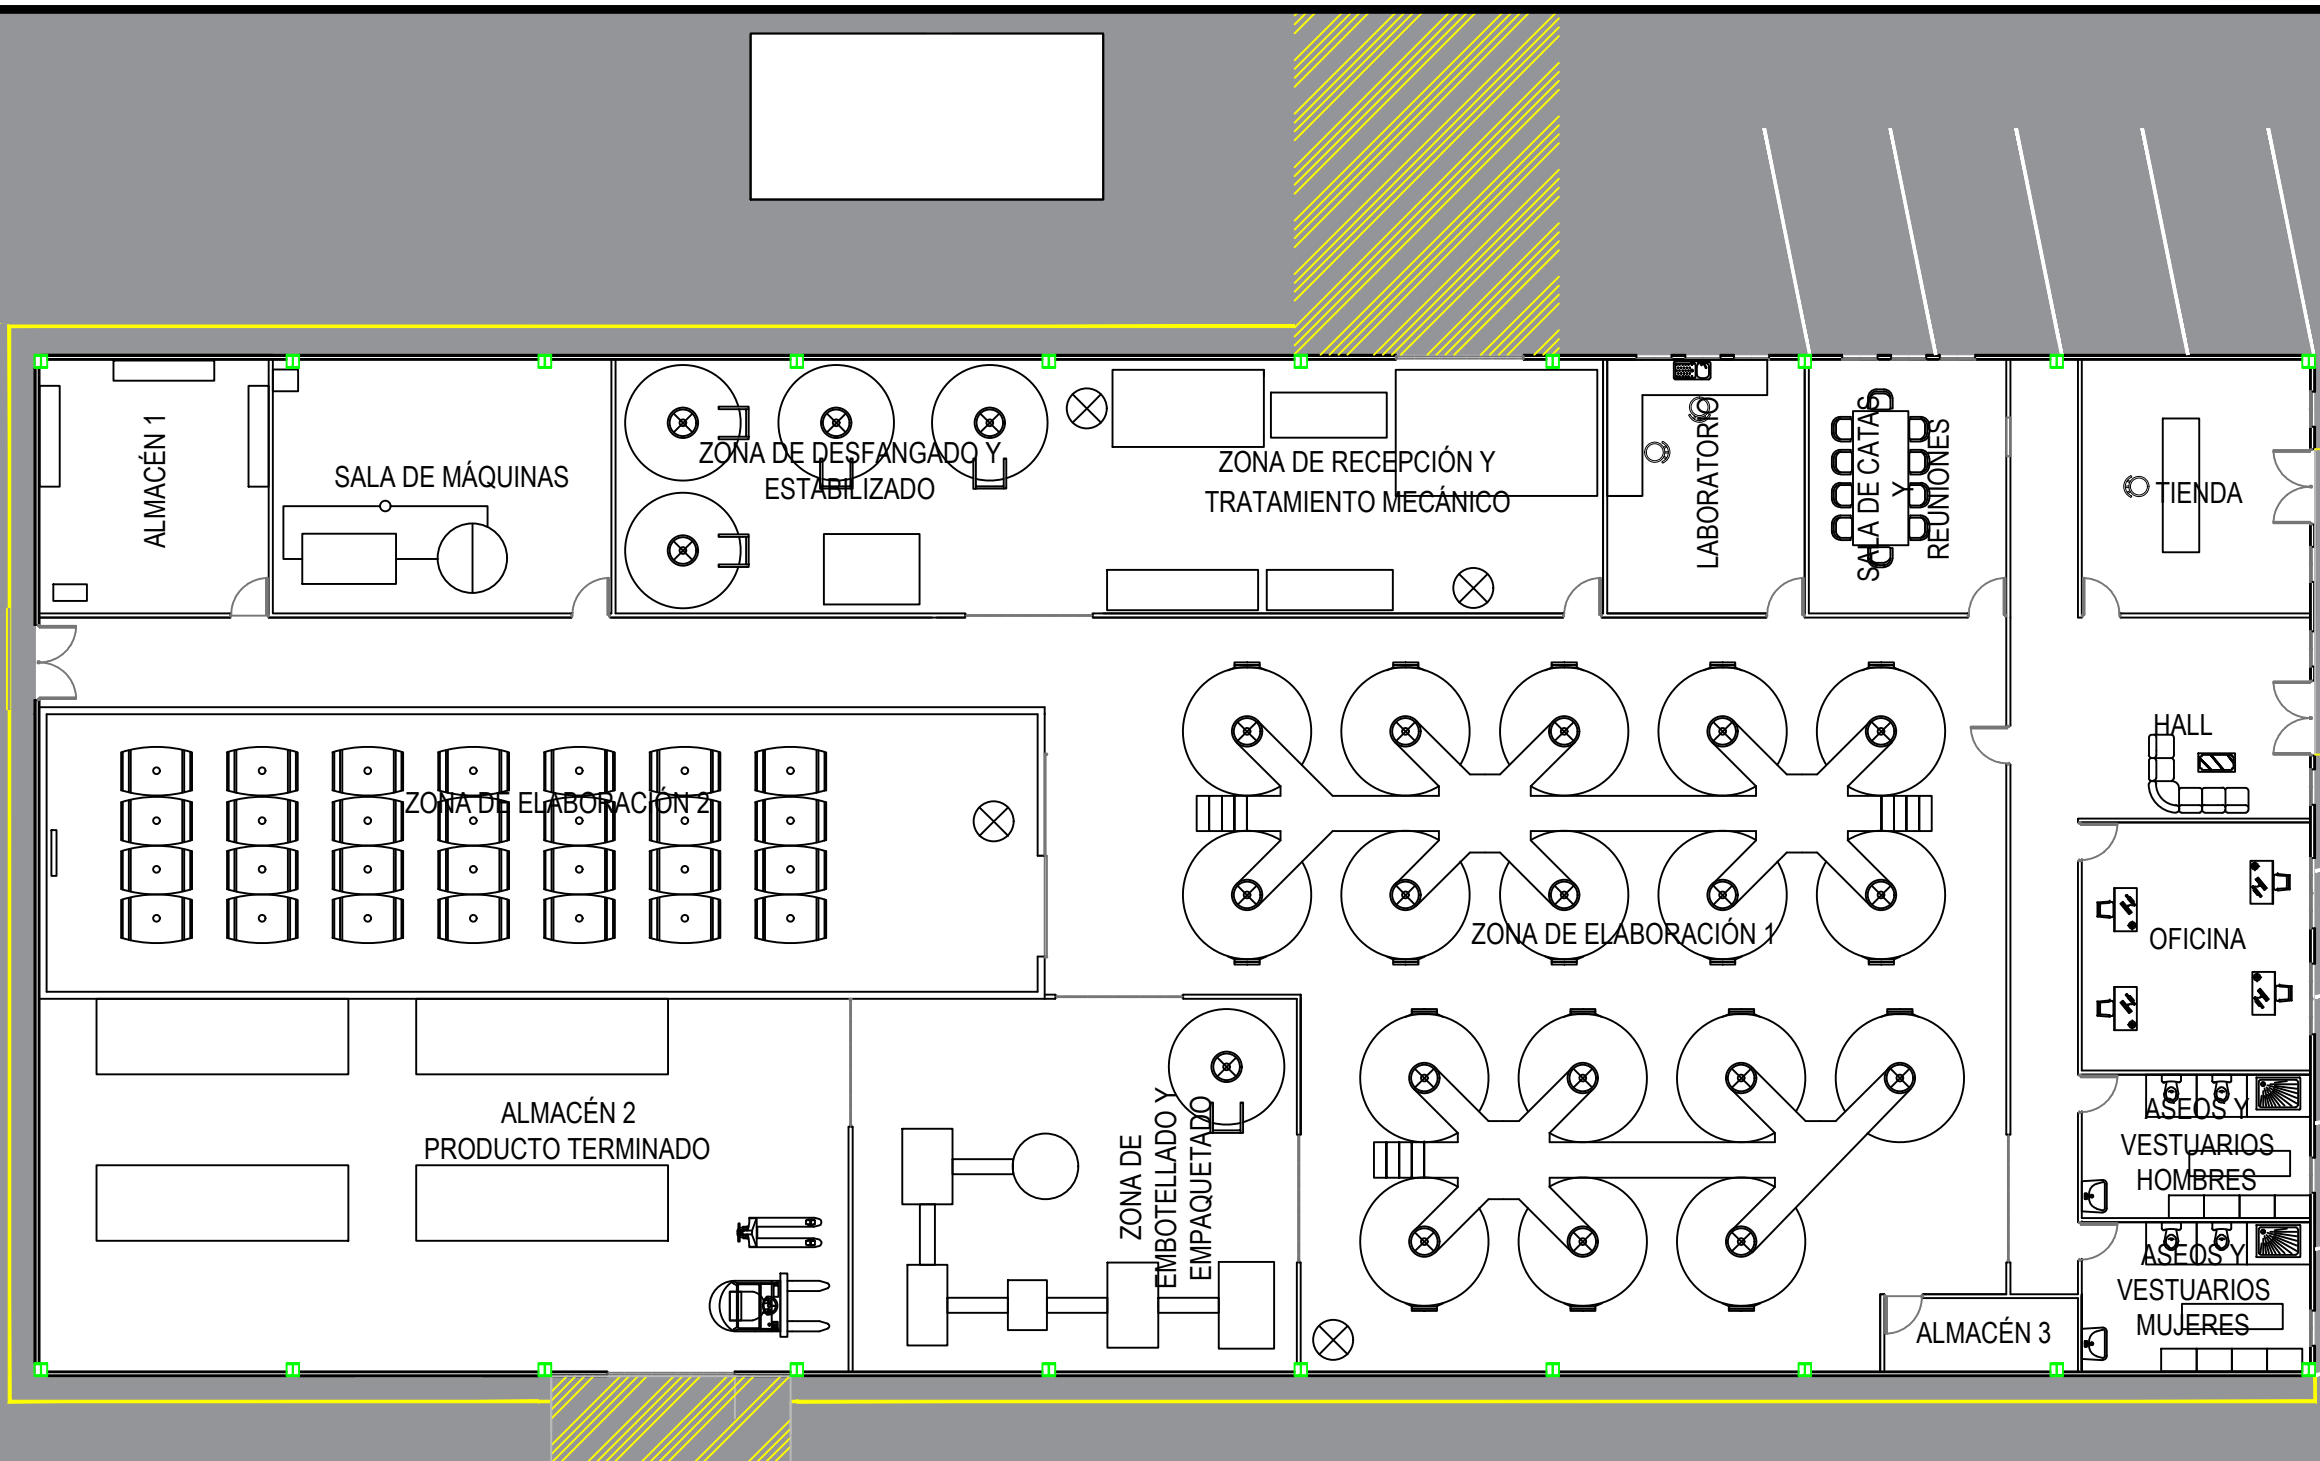 ALMACÉN 1
SALA DE MÁQUINAS
ZONA DE DESFANGADO Y
ESTABILIZADO
ZONA DE RECEPCIÓN Y
TRATAMIENTO MECÁNICO
LABORATORIO
SALA DE CATAS
Y
REUNIONES
TIENDA
HALL
ZONA DE ELABORACIÓN 2
ZONA DE ELABORACIÓN 1
OFICINA
ALMACÉN 2
PRODUCTO TERMINADO
ZONA DE
EMBOTELLADO Y
EMPAQUETADO
ASEOS Y
VESTUARIOS
HOMBRES
ASEOS Y
VESTUARIOS
MUJERES
ALMACÉN 3